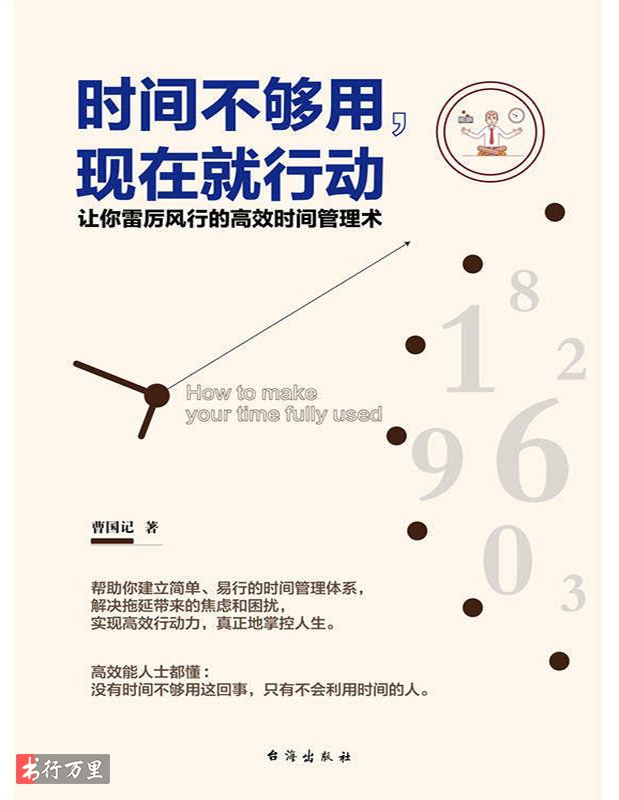 时间不够用,
现在就行动
让你雷厉风行的高效时间管理术
8
1
2
How to make
your time fully used
6
9
0
3
曹国记 著
帮助你建立简单、易行的时间管理体系，
解决拖延带来的焦虑和困扰，
实现高效行动力，真正地掌控人生。
高效能人士都懂：
没有时间不够用这回事，只有不会利用时间的人。
台海出版社
书行万里